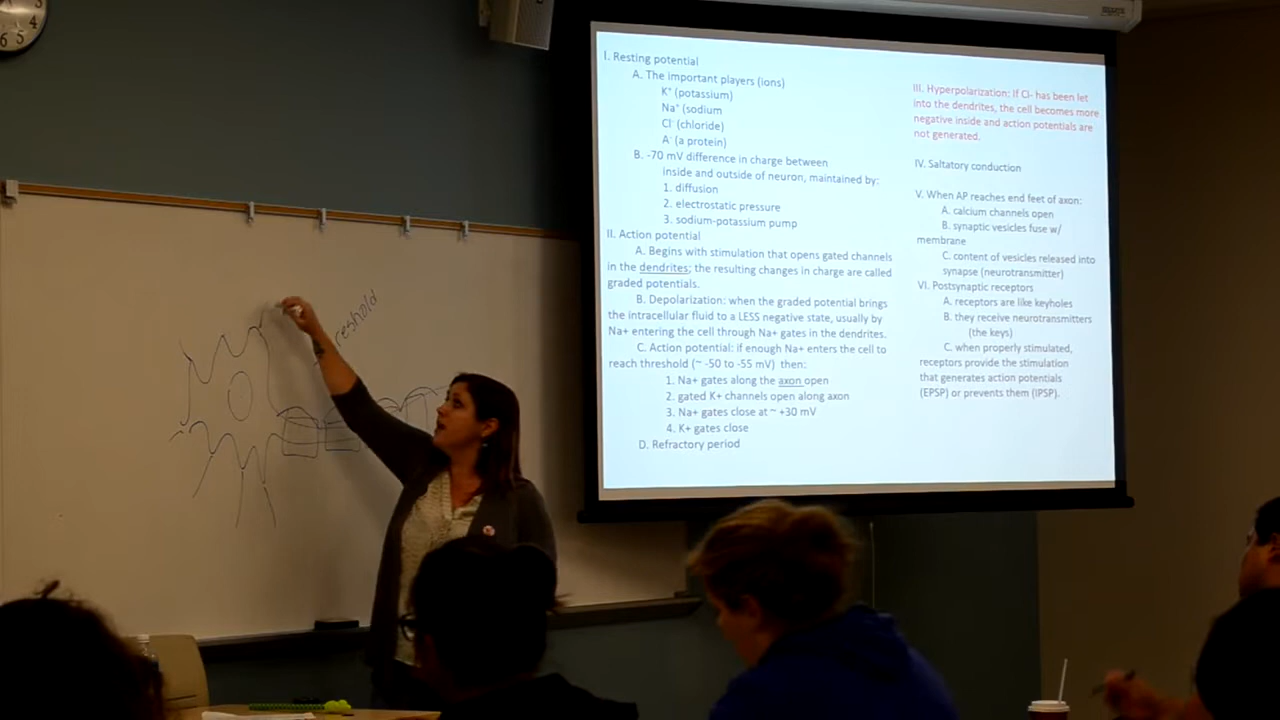 I. Resting potential
A. The important players (ions)
K⁺ (potassium)
Na⁺ (sodium
Cl⁻ (chloride)
A⁻ (a protein)
B. -70 mV difference in charge between
inside and outside of neuron, maintained by:
1. diffusion
2. electrostatic pressure
3. sodium-potassium pump
II. Action potential
A. Begins with stimulation that opens gated channels
in the dendrites; the resulting changes in charge are called
graded potentials.
B. Depolarization: when the graded potential brings
the intracellular fluid to a LESS negative state, usually by
Na+ entering the cell through Na+ gates in the dendrites.
C. Action potential: if enough Na+ enters the cell to
reach threshold (~ -50 to -55 mV) then:
1. Na+ gates along the axon open
2. gated K+ channels open along axon
3. Na+ gates close at ~ +30 mV
4. K+ gates close
D. Refractory period
III. Hyperpolarization: If Cl- has been let
into the dendrites, the cell becomes more
negative inside and action potentials are
not generated.
IV. Saltatory conduction
V. When AP reaches end feet of axon:
A. calcium channels open
B. synaptic vesicles fuse w/
membrane
C. content of vesicles released into
synapse (neurotransmitter)
VI. Postsynaptic receptors
A. receptors are like keyholes
B. they receive neurotransmitters
(the keys)
C. when properly stimulated,
receptors provide the stimulation
that generates action potentials
(EPSP) or prevents them (IPSP).
reshold
3
4
5
6